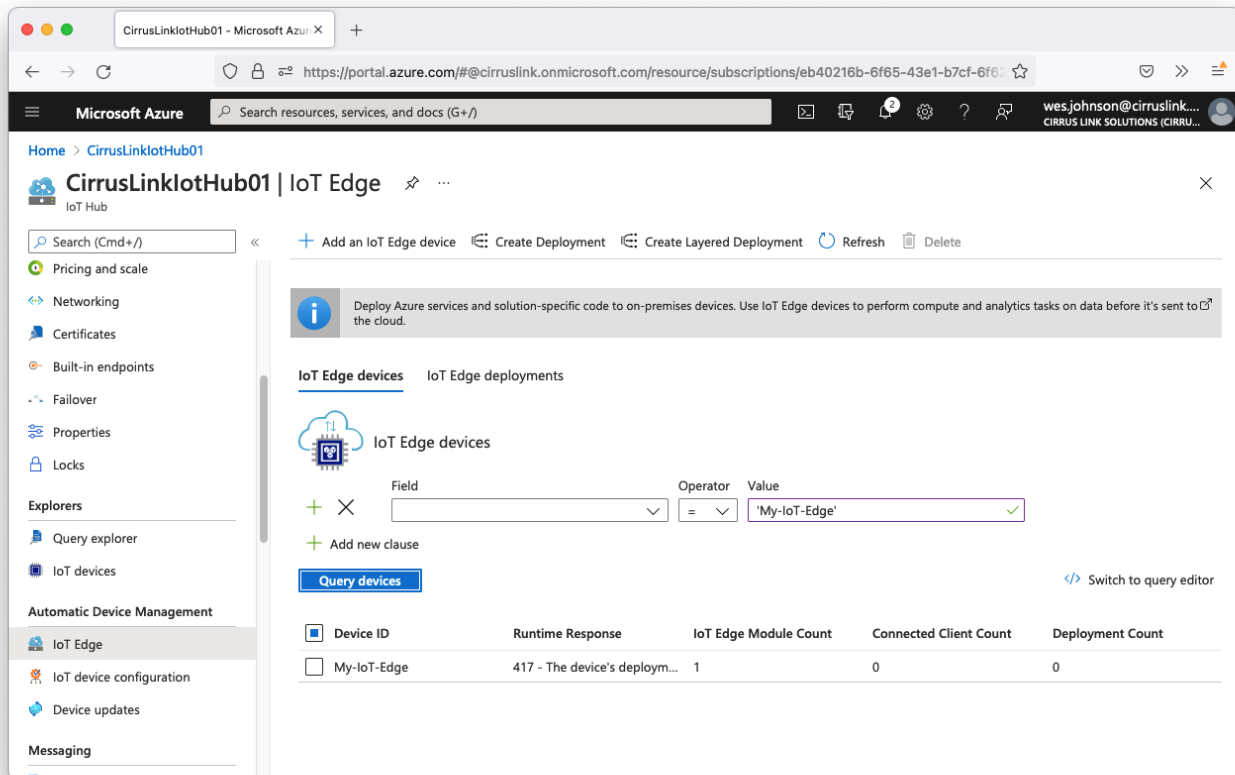 CirrusLinkIotHub01 - Microsoft Azur
https://portal.azure.com/#@cirruslink.onmicrosoft.com/resource/subscriptions/eb40216b-6f65-43e1-b7cf-6f62
Microsoft Azure
Search resources, services, and docs (G+/)
2
wes.johnson@cirruslink....
CIRRUS LINK SOLUTIONS (CIRRU...
Home > CirrusLinkIotHub01
CirrusLinkIotHub01 | IoT Edge
IoT Hub
Search (Cmd+/)
Pricing and scale
Networking
Certificates
Built-in endpoints
Failover
Properties
Locks
Explorers
Query explorer
IoT devices
Automatic Device Management
IoT Edge
IoT device configuration
Device updates
Messaging
Add an IoT Edge device Create Deployment Create Layered Deployment Refresh Delete
Deploy Azure services and solution-specific code to on-premises devices. Use IoT Edge devices to perform compute and analytics tasks on data before it's sent to
the cloud.
IoT Edge devices IoT Edge deployments
IoT Edge devices
Field Operator Value
= 'My-IoT-Edge'
Add new clause
Query devices
</> Switch to query editor
Device ID Runtime Response IoT Edge Module Count Connected Client Count Deployment Count
My-IoT-Edge 417 - The device's deploym... 1 0 0